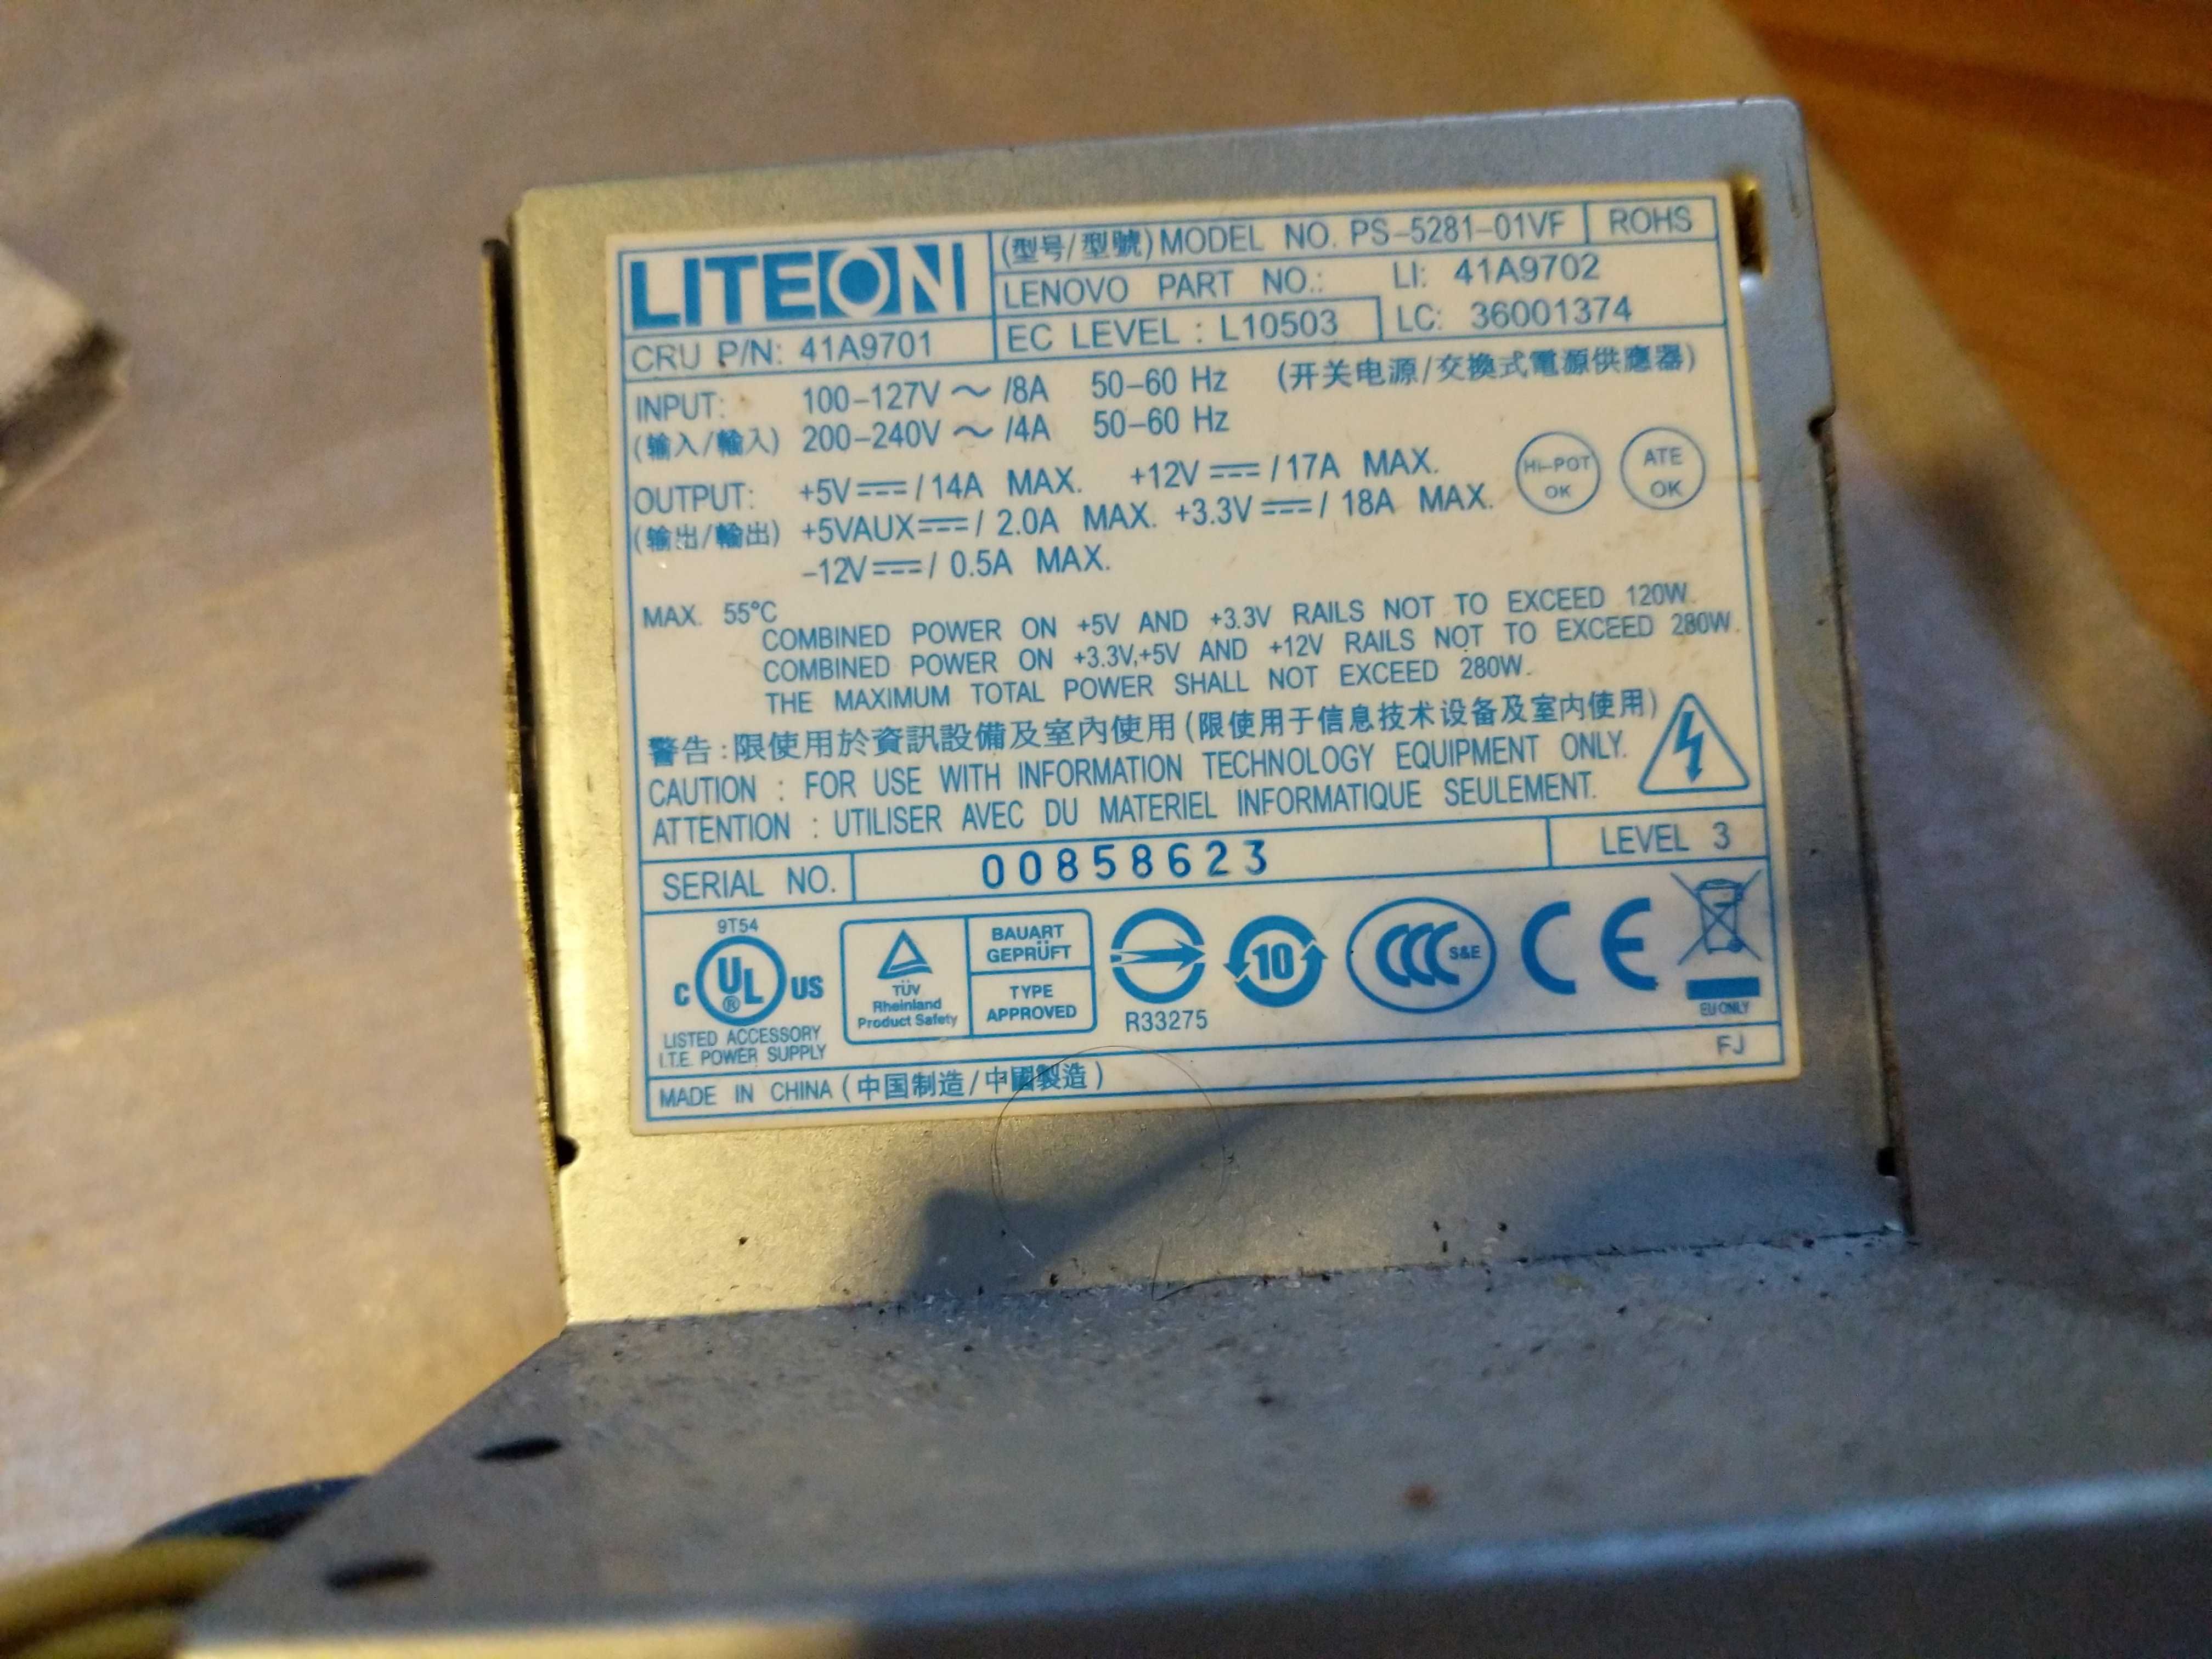 LITEON
(型号/型號) MODEL NO. PS-5281-01VF
ROHS
LENOVO PART NO.: LI: 41A9702
LC: 36001374
CRU P/N: 41A9701
EC LEVEL : L10503
INPUT: 100-127V ～ /8A 50-60 Hz (开关电源/交換式電源供應器)
(输入/輸入) 200-240V ～ /4A 50-60 Hz
OUTPUT: +5V⎓/14A MAX. +12V⎓/17A MAX.
(输出/輸出) +5VAUX⎓/ 2.0A MAX. +3.3V⎓/ 18A MAX.
-12V⎓/ 0.5A MAX.
Hi-POT
OK
ATE
OK
MAX. 55°C
COMBINED POWER ON +5V AND +3.3V RAILS NOT TO EXCEED 120W.
COMBINED POWER ON +3.3V,+5V AND +12V RAILS NOT TO EXCEED 280W.
THE MAXIMUM TOTAL POWER SHALL NOT EXCEED 280W.
警告:限使用於資訊設備及室內使用(限使用于信息技术设备及室内使用)
CAUTION : FOR USE WITH INFORMATION TECHNOLOGY EQUIPMENT ONLY.
ATTENTION : UTILISER AVEC DU MATERIEL INFORMATIQUE SEULEMENT.
SERIAL NO. 00858623
LEVEL 3
9T54
C UL® US
LISTED ACCESSORY
I.T.E. POWER SUPPLY
TÜV
Rheinland
Product Safety
BAUART
GEPRÜFT
TYPE
APPROVED
R33275
10
CCC S&E
CE
EU ONLY
FJ
MADE IN CHINA (中国制造/中國製造)